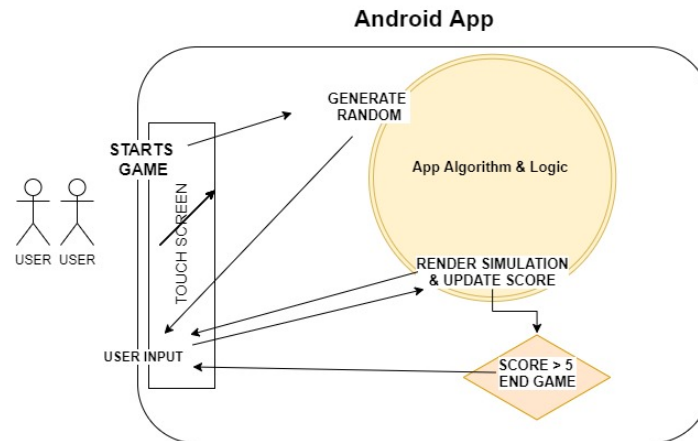 Android App
GENERATE
RANDOM
STARTS
GAME
App Algorithm & Logic
TOUCH SCREEN
USER USER
RENDER SIMULATION
& UPDATE SCORE
USER INPUT
SCORE > 5
END GAME